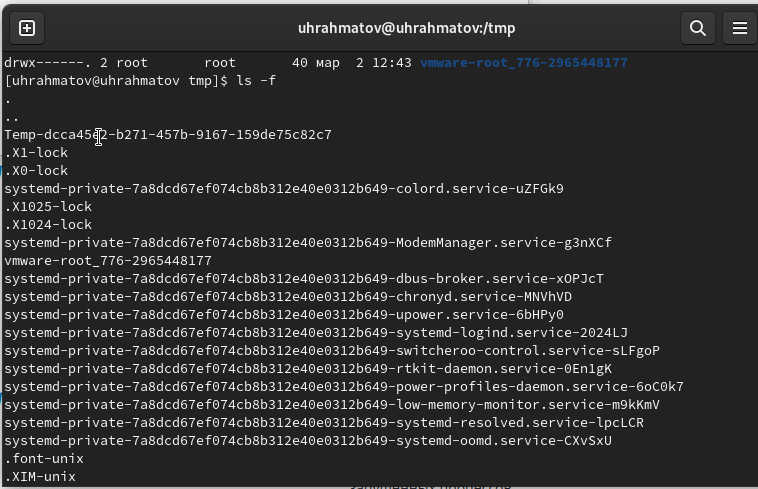 uhrahmatov@uhrahmatov:/tmp
drwx------. 2 root       root       40 мар  2 12:43 vmware-root_776-2965448177
[uhrahmatov@uhrahmatov tmp]$ ls -f
.
..
Temp-dcca45e2-b271-457b-9167-159de75c82c7
.X1-lock
.X0-lock
systemd-private-7a8dcd67ef074cb8b312e40e0312b649-colord.service-uZFGk9
.X1025-lock
.X1024-lock
systemd-private-7a8dcd67ef074cb8b312e40e0312b649-ModemManager.service-g3nXCf
vmware-root_776-2965448177
systemd-private-7a8dcd67ef074cb8b312e40e0312b649-dbus-broker.service-xOPJcT
systemd-private-7a8dcd67ef074cb8b312e40e0312b649-chronyd.service-MNVhVD
systemd-private-7a8dcd67ef074cb8b312e40e0312b649-upower.service-6bHPy0
systemd-private-7a8dcd67ef074cb8b312e40e0312b649-systemd-logind.service-2024LJ
systemd-private-7a8dcd67ef074cb8b312e40e0312b649-switcheroo-control.service-sLFgoP
systemd-private-7a8dcd67ef074cb8b312e40e0312b649-rtkit-daemon.service-0En1gK
systemd-private-7a8dcd67ef074cb8b312e40e0312b649-power-profiles-daemon.service-6oC0k7
systemd-private-7a8dcd67ef074cb8b312e40e0312b649-low-memory-monitor.service-m9kKmV
systemd-private-7a8dcd67ef074cb8b312e40e0312b649-systemd-resolved.service-lpcLCR
systemd-private-7a8dcd67ef074cb8b312e40e0312b649-systemd-oomd.service-CXvSxU
.font-unix
.XIM-unix